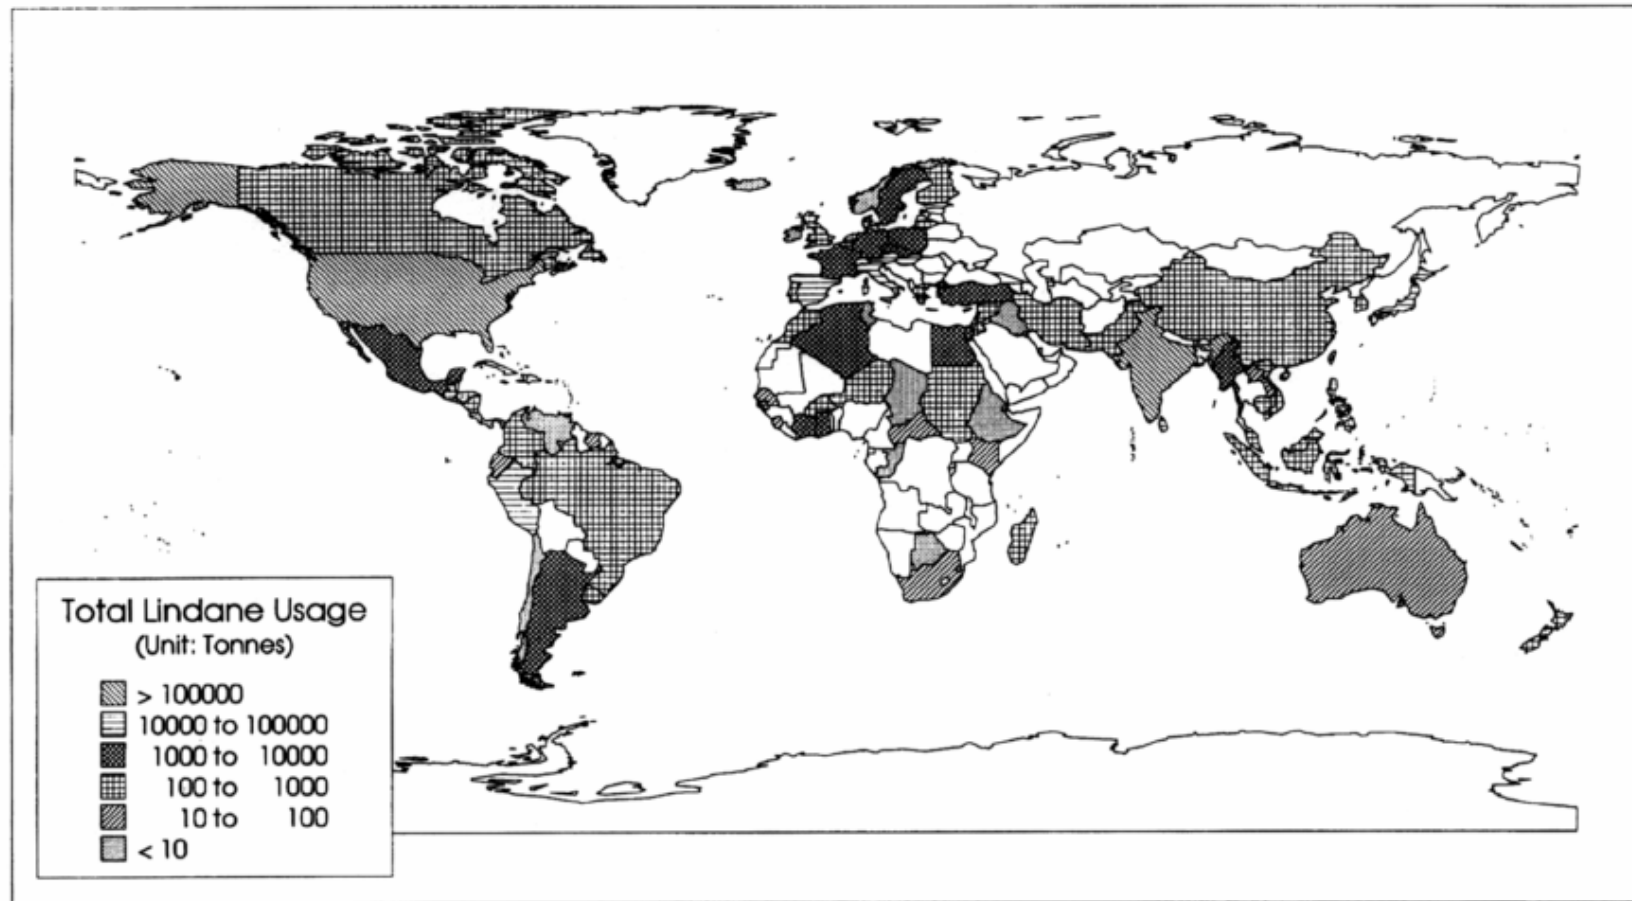 Total Lindane Usage
(Unit: Tonnes)
> 100000
10000 to 100000
1000 to 10000
100 to 1000
10 to 100
< 10